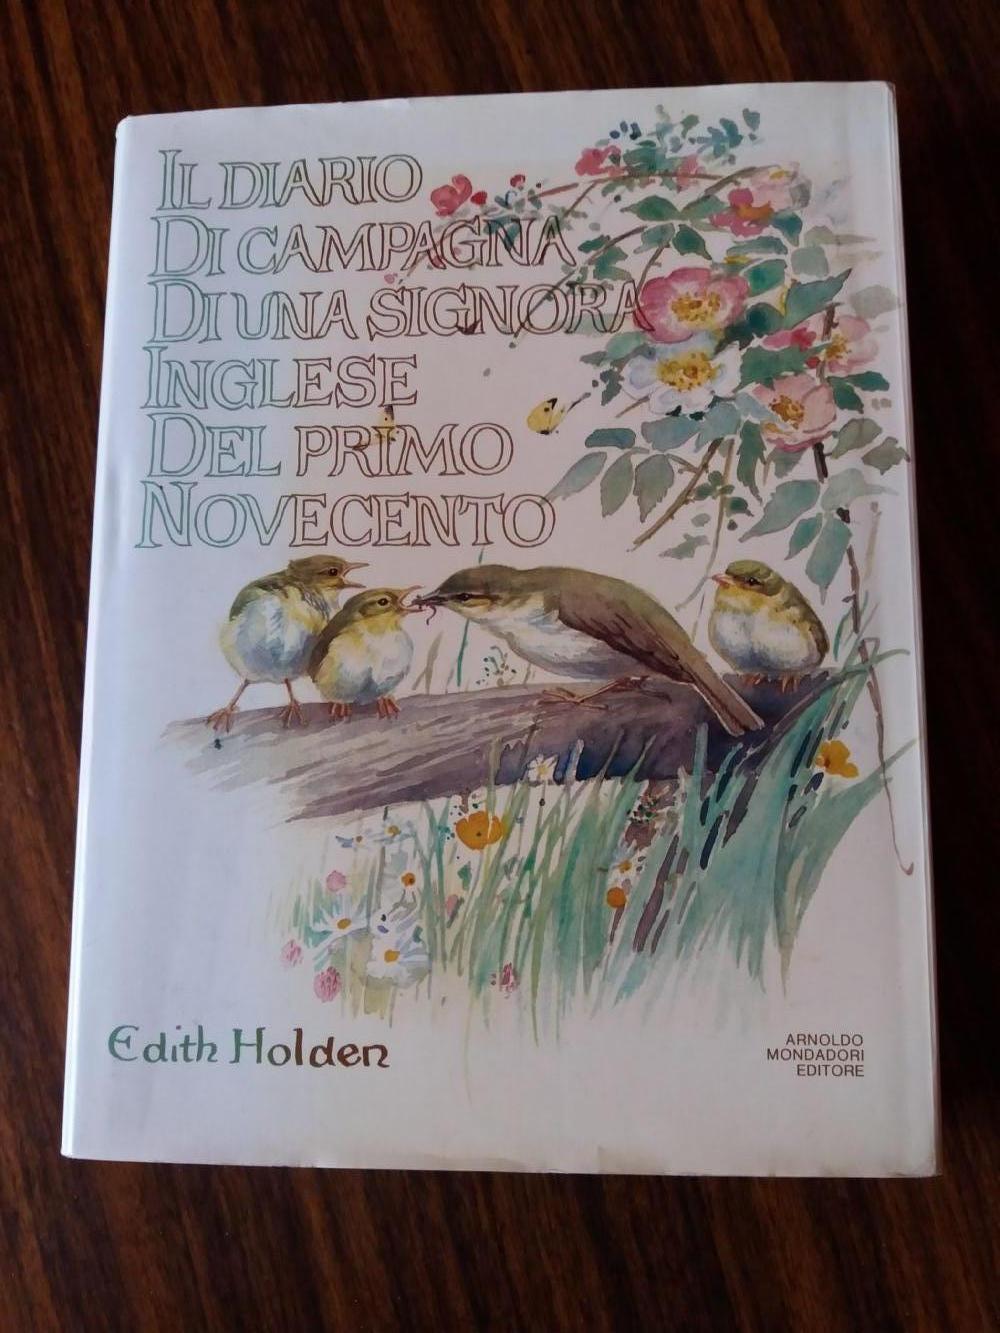 IL DIARIO
DI CAMPAGNA
DI UNA SIGNORA
INGLESE
DEL PRIMO
NOVECENTO
Edith Holden
ARNOLDO
MONDADORI
EDITORE